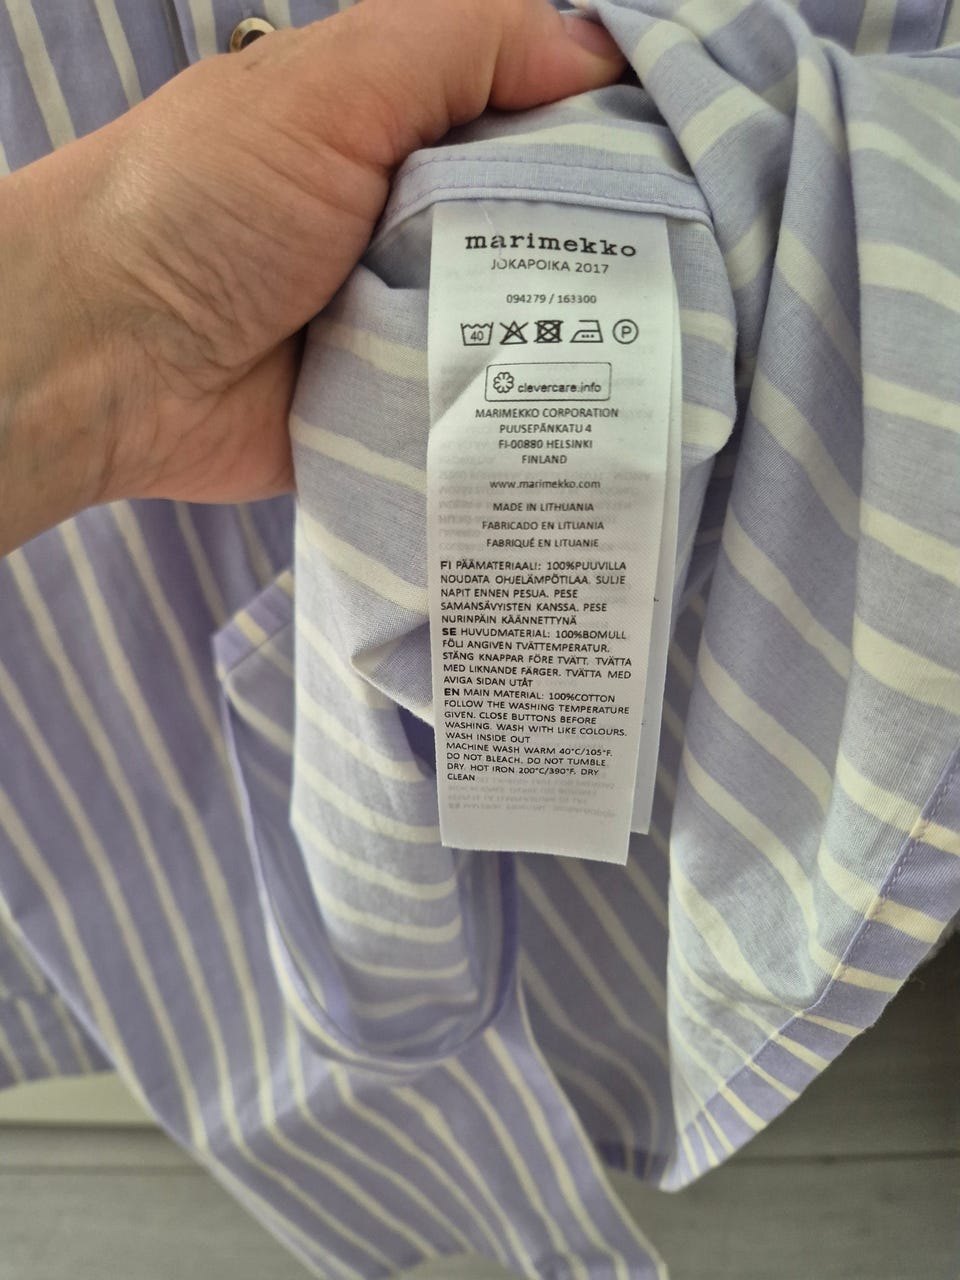 marimekko
JOKAPOIKA 2017
094279 / 163300
40
P
clevercare.info
MARIMEKKO CORPORATION
PUUSEPÄNKATU 4
FI-00880 HELSINKI
FINLAND
www.marimekko.com
MADE IN LITHUANIA
FABRICADO EN LITUANIA
FABRIQUÉ EN LITUANIE
FI PÄÄMATERIAALI: 100%PUUVILLA
NOUDATA OHJELÄMPÖTILAA. SULJE
NAPIT ENNEN PESUA. PESE
SAMANSÄVYISTEN KANSSA. PESE
NURINPÄIN KÄÄNNETTYNÄ
SE HUVUDMATERIAL: 100%BOMULL
FÖLJ ANGIVEN TVÄTTEMPERATUR.
STÄNG KNAPPAR FÖRE TVÄTT. TVÄTTA
MED LIKNANDE FÄRGER. TVÄTTA MED
AVIGA SIDAN UTÅT
EN MAIN MATERIAL: 100%COTTON
FOLLOW THE WASHING TEMPERATURE
GIVEN. CLOSE BUTTONS BEFORE
WASHING. WASH WITH LIKE COLOURS.
WASH INSIDE OUT
MACHINE WASH WARM 40°C/105°F.
DO NOT BLEACH. DO NOT TUMBLE
DRY. HOT IRON 200°C/390°F. DRY
CLEAN